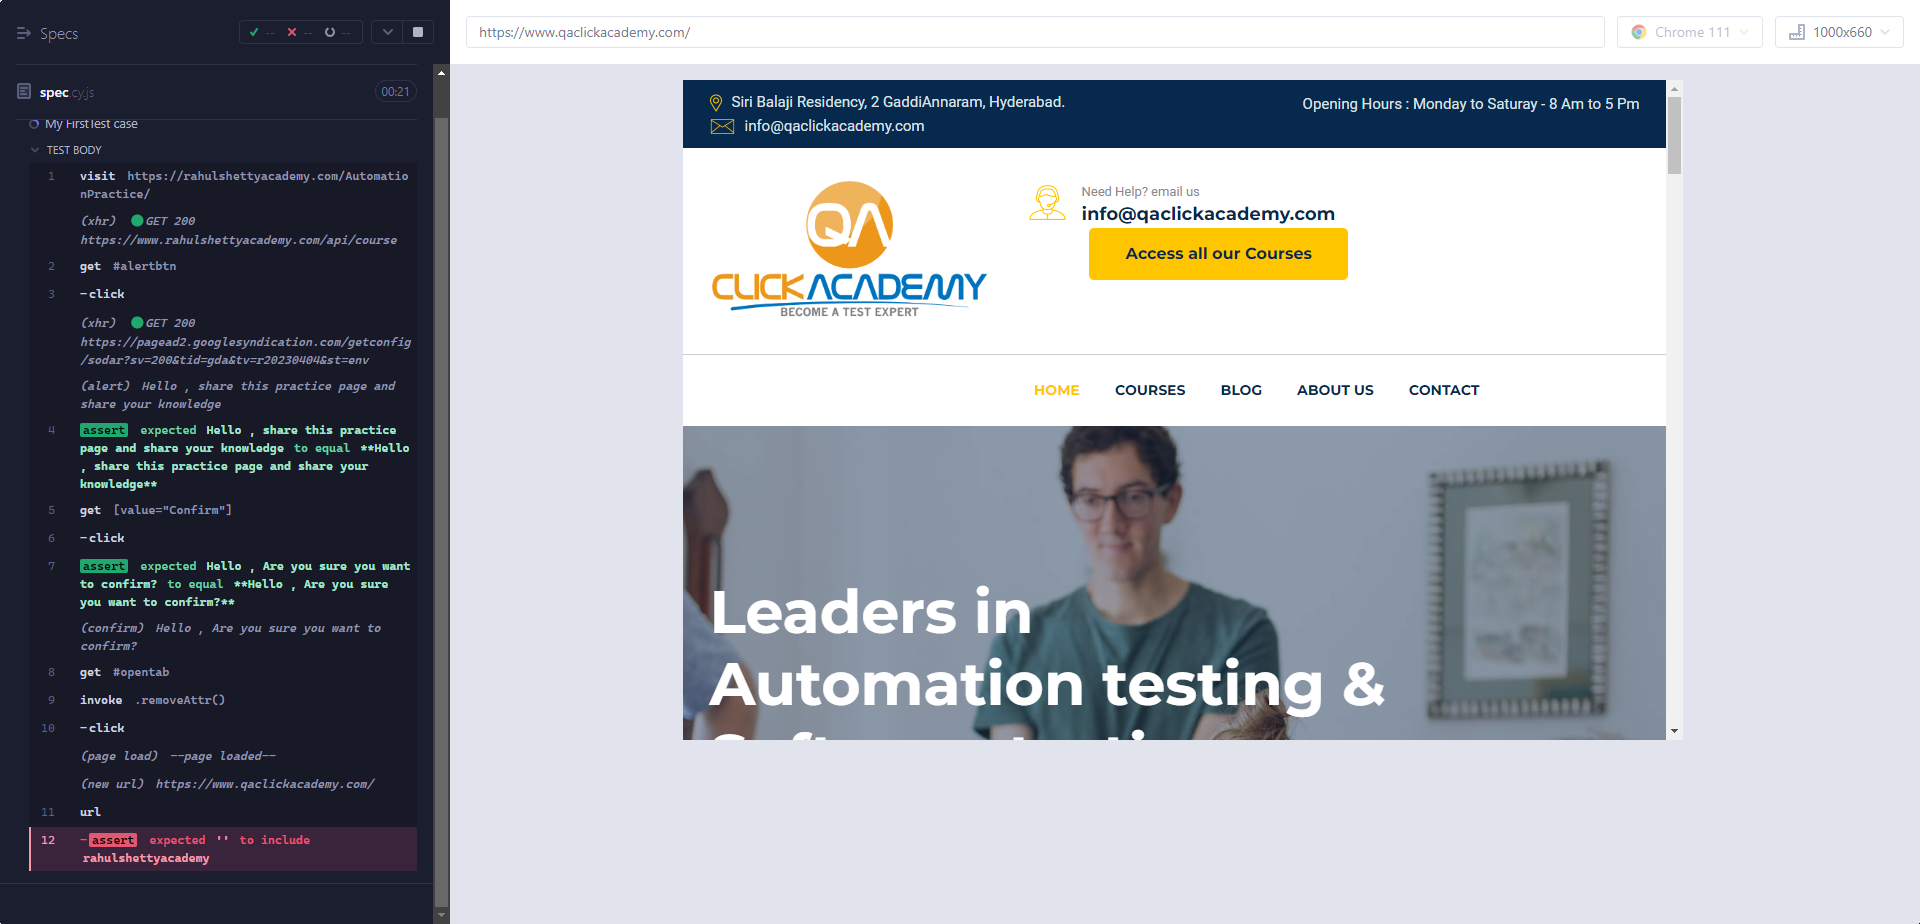 Specs
-- -- --
spec.cy.js
00:21
My FirstTest case
TEST BODY
1 visit https://rahulshettyacademy.com/Automatio
nPractice/
(xhr) GET 200
https://www.rahulshettyacademy.com/api/course
2 get #alertbtn
3 -click
(xhr) GET 200
https://pagead2.googlesyndication.com/getconfig
/sodar?sv=200&tid=gda&tv=r20230404&st=env
(alert) Hello , share this practice page and
share your knowledge
4 assert expected Hello , share this practice
page and share your knowledge to equal **Hello
, share this practice page and share your
knowledge**
5 get [value="Confirm"]
6 -click
7 assert expected Hello , Are you sure you want
to confirm? to equal **Hello , Are you sure
you want to confirm?**
(confirm) Hello , Are you sure you want to
confirm?
8 get #opentab
9 invoke .removeAttr()
10 -click
(page load) --page loaded--
(new url) https://www.qaclickacademy.com/
11 url
12 -assert expected '' to include
rahulshettyacademy
https://www.qaclickacademy.com/
Chrome 111
1000x660
Siri Balaji Residency, 2 GaddiAnnaram, Hyderabad.
info@qaclickacademy.com
Opening Hours : Monday to Saturay - 8 Am to 5 Pm
QA
CLICKACADEMY
BECOME A TEST EXPERT
Need Help? email us
info@qaclickacademy.com
Access all our Courses
HOME COURSES BLOG ABOUT US CONTACT
Leaders in
Automation testing &